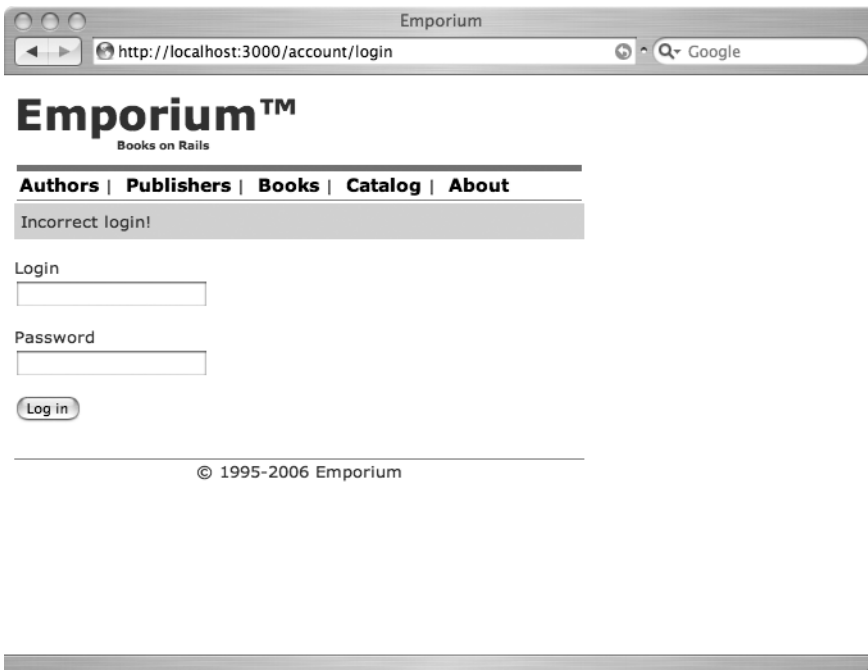 Emporium
http://localhost:3000/account/login
Google
Emporium™
Books on Rails
Authors | Publishers | Books | Catalog | About
Incorrect login!
Login
Password
Log in
© 1995-2006 Emporium